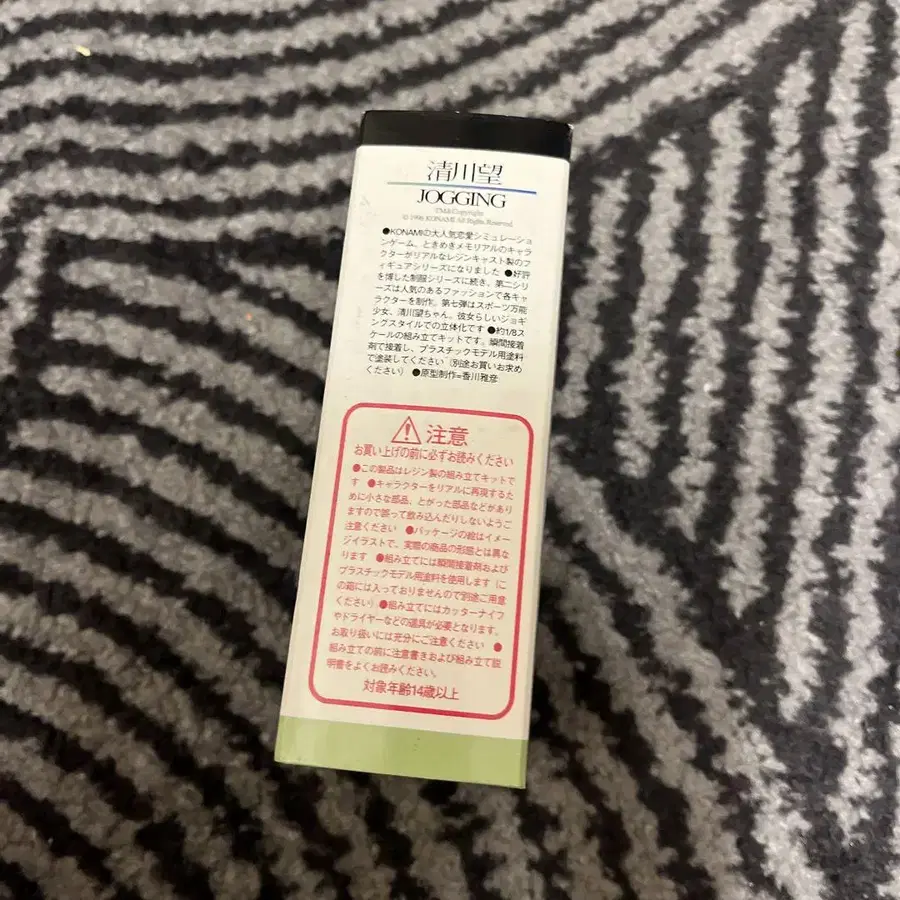 清川望
JOGGING
TM&Copyright
© 1996 KONAMI All Rights Reserved.
●KONAMIの大人気恋愛シミュレーショ
ンゲーム、ときめきメモリアルのキャラ
クターがリアルなレジンキャスト製のフ
ィギュアシリーズになりました ●好評
を博した制服シリーズに続き、第二シリ
ーズは人気のあるファッションで各キャ
ラクターを制作。第七弾はスポーツ万能
少女、清川望ちゃん。彼女らしいジョギ
ングスタイルでの立体化です ●約1/8ス
ケールの組み立てキットです。瞬間接着
剤で接着し、プラスチックモデル用塗料
で塗装してください（別途お買いお求め
ください） ●原型制作=香川雅彦
注意
お買い上げの前に必ずお読みください
●この製品はレジン製の組み立てキットで
す ●キャラクターをリアルに再現するた
めに小さな部品、とがった部品などがあり
ますので誤って飲み込んだりしないようご
注意ください ●パッケージの絵はイメー
ジイラストで、実際の商品の形態とは異な
ります ●組み立てには瞬間接着剤および
プラスチックモデル用塗料を使用します（こ
の箱には入っておりませんので別途ご用意
ください）●組み立てにはカッターナイフ
やドライヤーなどの道具が必要となります。
お取り扱いには充分にご注意ください ●
組み立ての前に注意書きおよび組み立て説
明書をよくお読みください。
対象年齢14歳以上